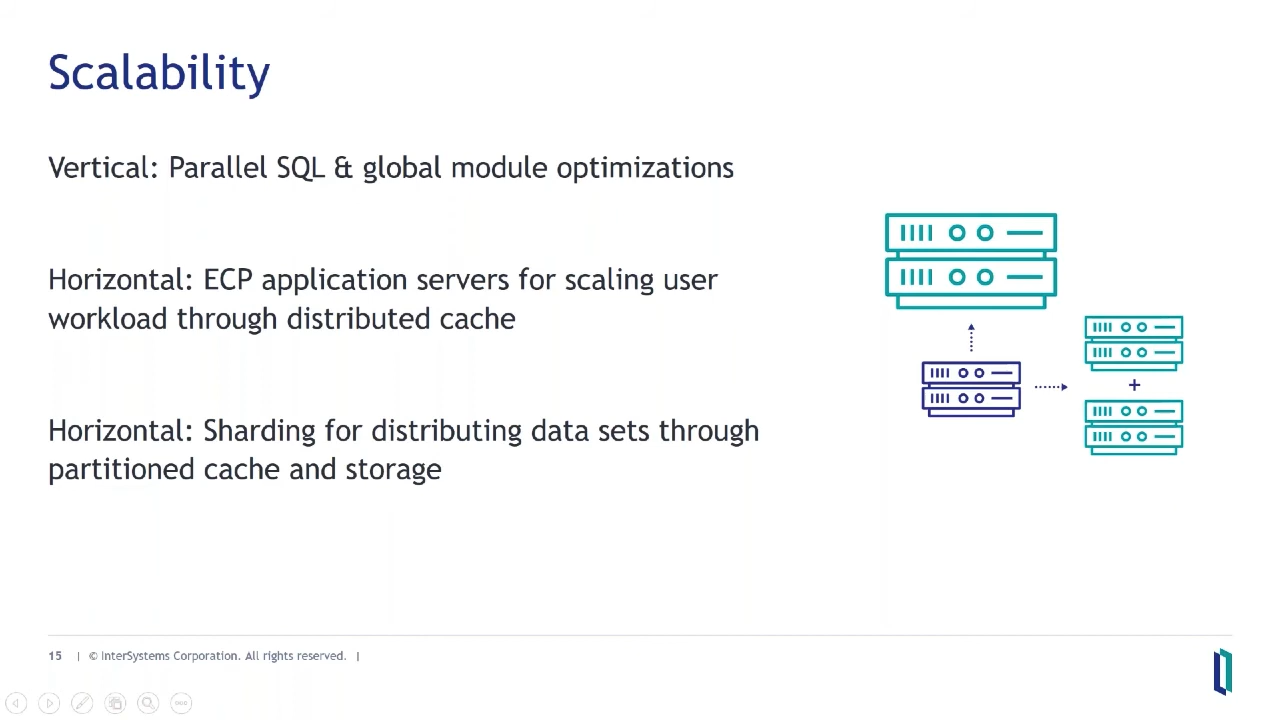 Scalability
Vertical: Parallel SQL & global module optimizations
Horizontal: ECP application servers for scaling user
workload through distributed cache
Horizontal: Sharding for distributing data sets through
partitioned cache and storage
+
15 | © InterSystems Corporation. All rights reserved. |